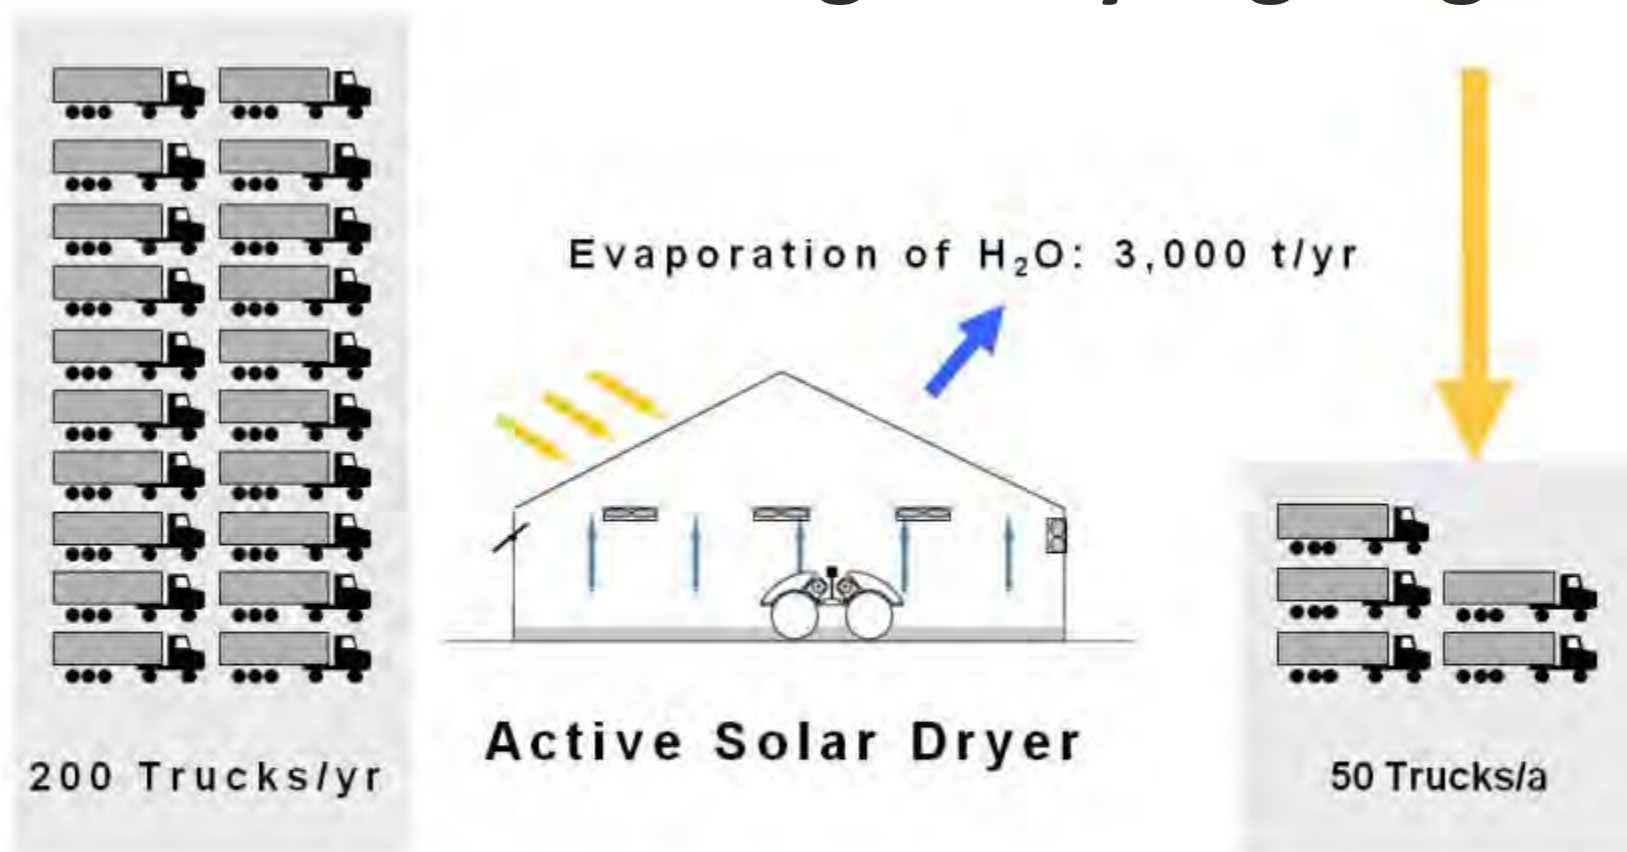 Evaporation of H₂O: 3,000 t/yr
Active Solar Dryer
200 Trucks/yr
50 Trucks/a